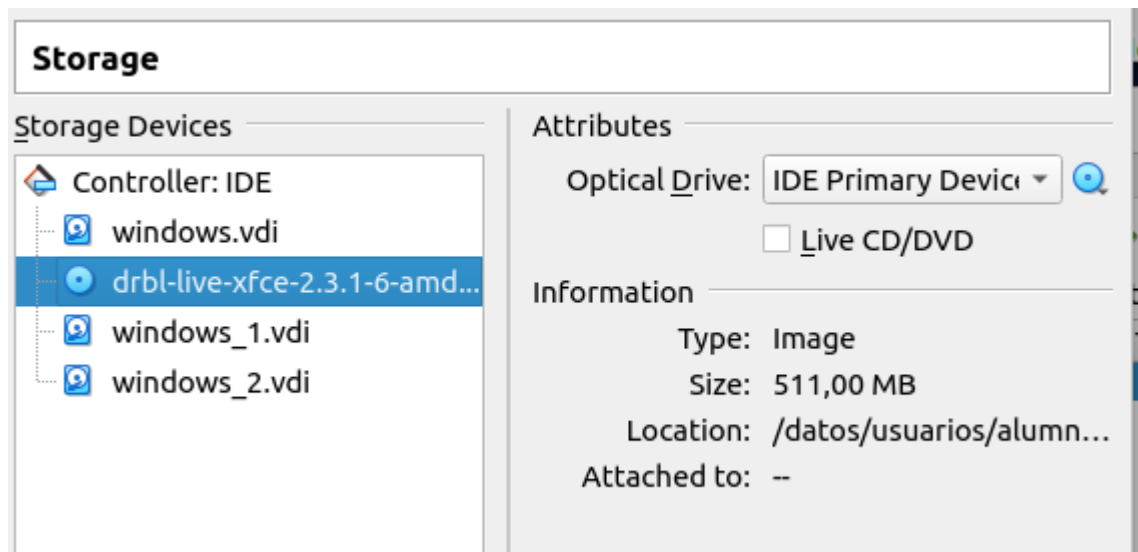 Storage
Storage Devices
Controller: IDE
windows.vdi
drbl-live-xfce-2.3.1-6-amd...
windows_1.vdi
windows_2.vdi
Attributes
Optical Drive: IDE Primary Device
Live CD/DVD
Information
Type: Image
Size: 511,00 MB
Location: /datos/usuarios/alumn...
Attached to: --